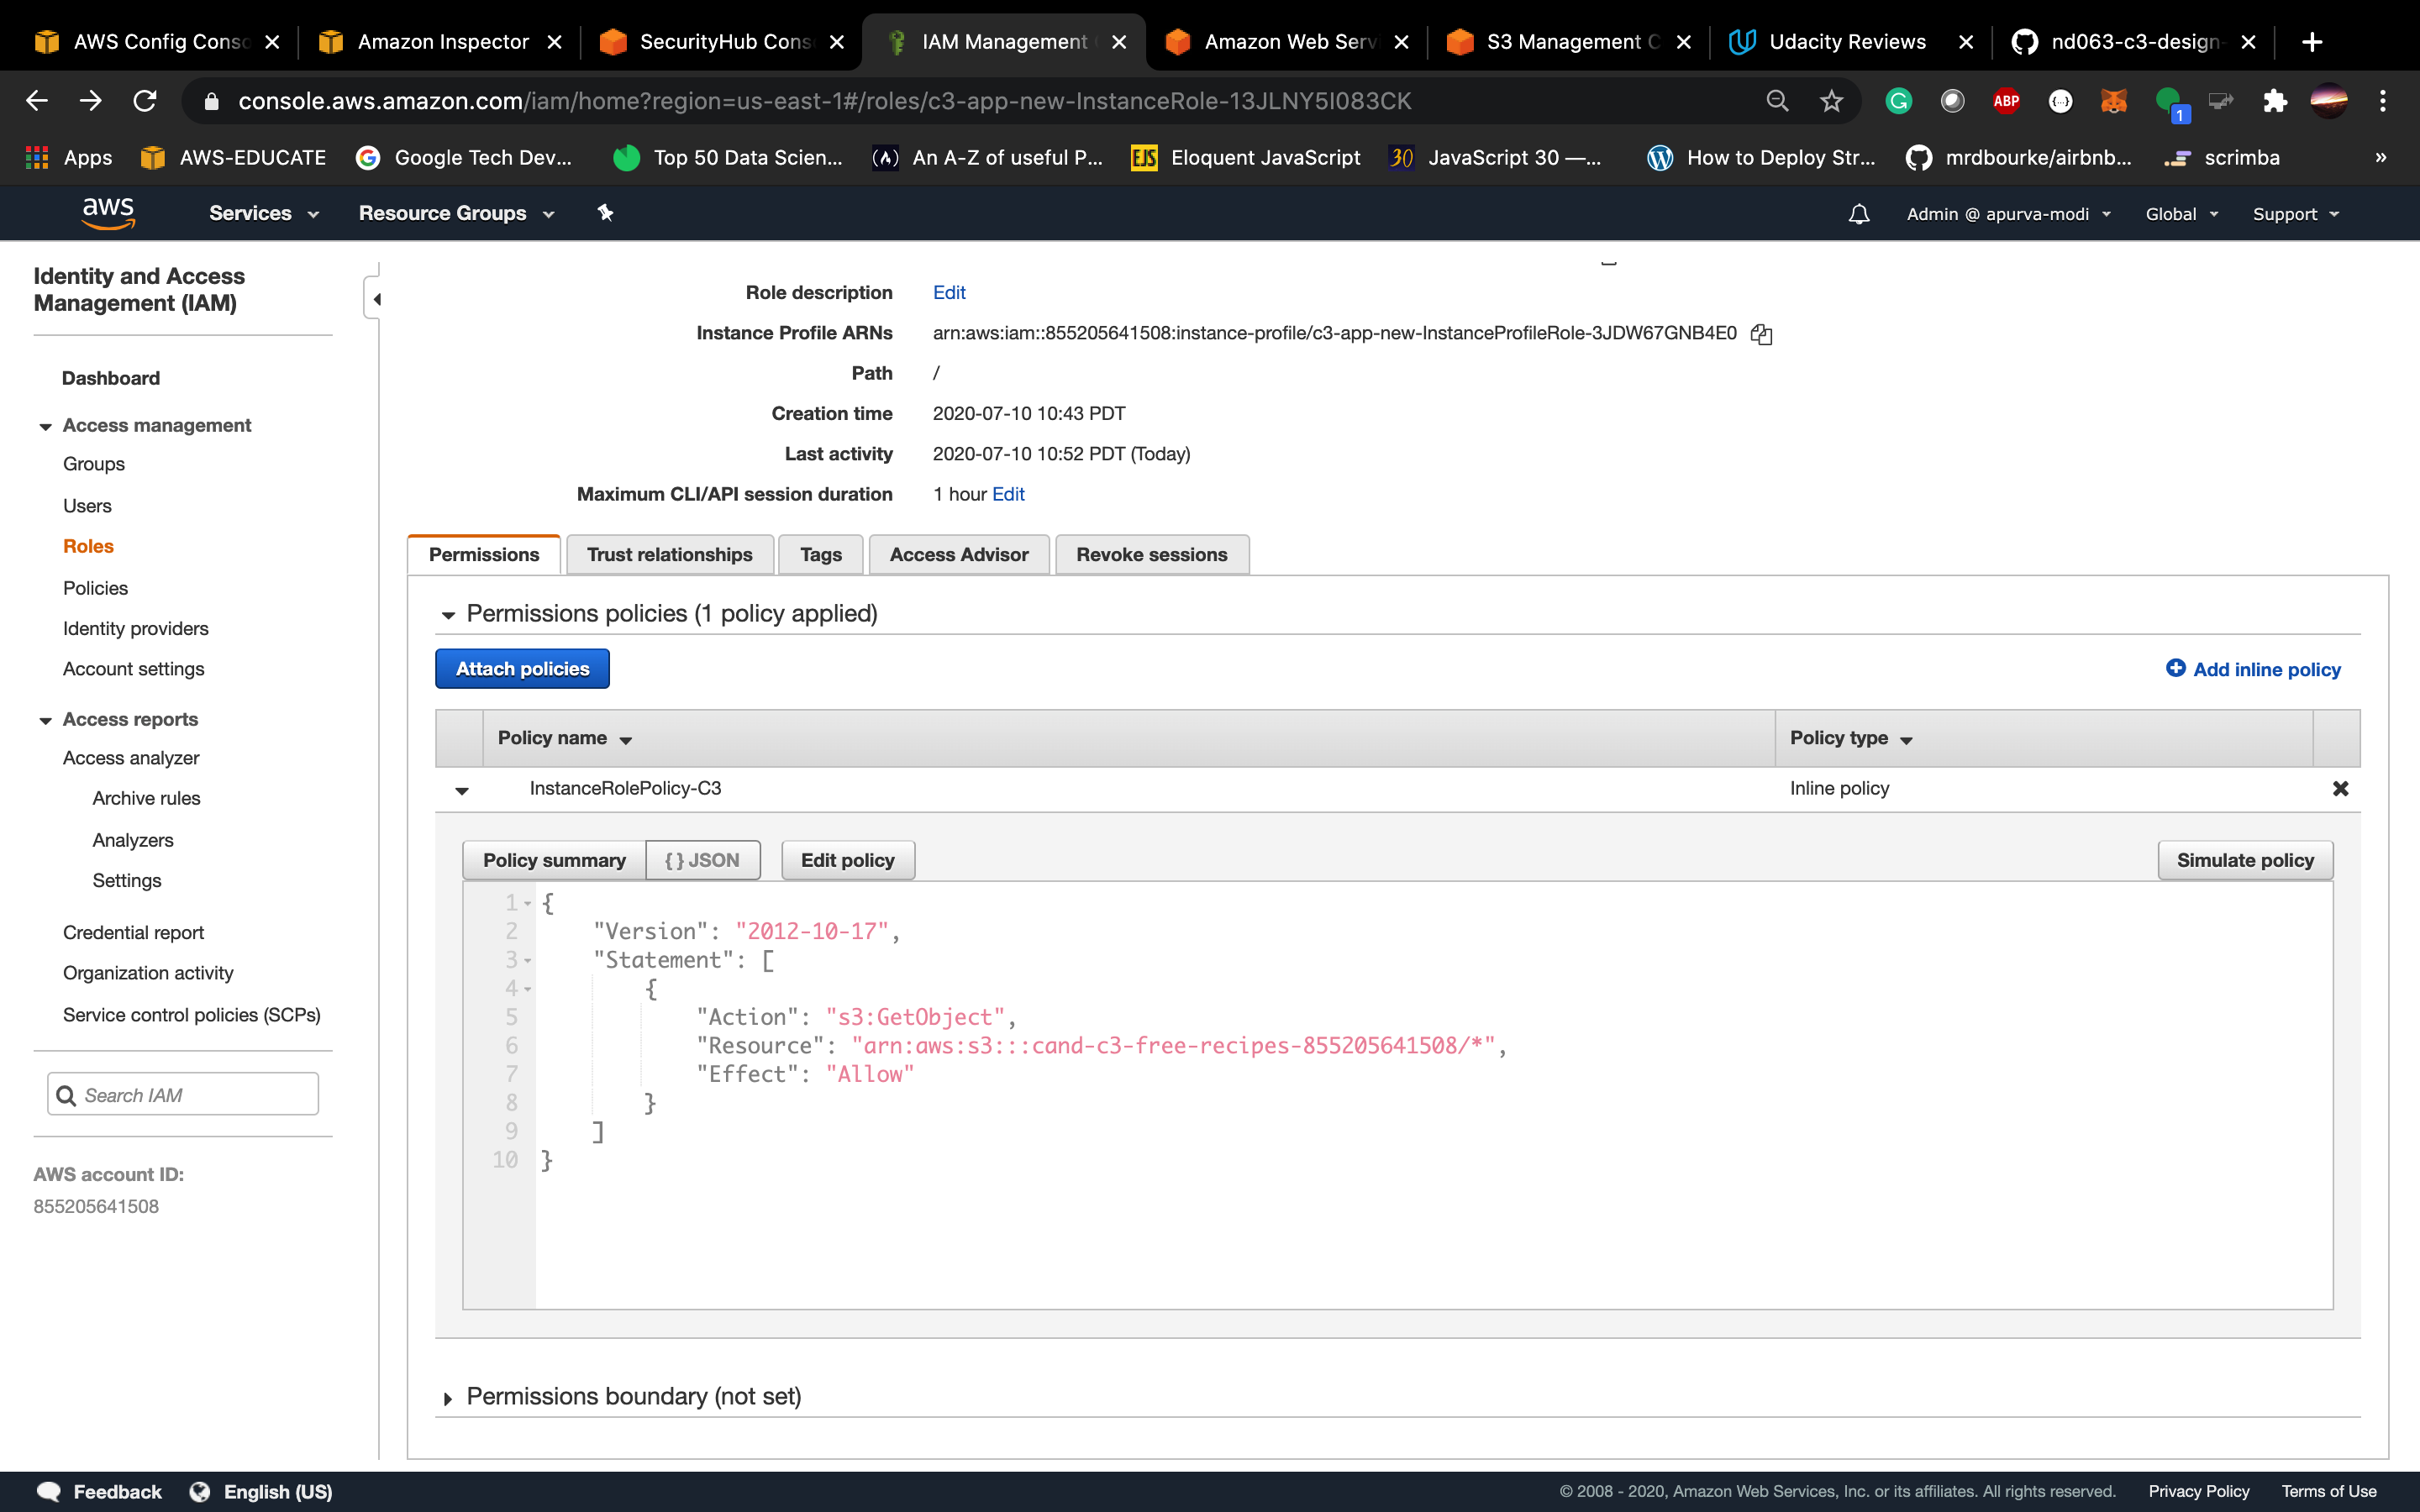 AWS Config Conso
Amazon Inspector
SecurityHub Cons
IAM Management
Amazon Web Servi
S3 Management C
Udacity Reviews
nd063-c3-design-
console.aws.amazon.com/iam/home?region=us-east-1#/roles/c3-app-new-InstanceRole-13JLNY5I083CK
ABP
1
Apps
AWS-EDUCATE
Google Tech Dev...
Top 50 Data Scien...
An A-Z of useful P...
EJS Eloquent JavaScript
30 JavaScript 30 —...
How to Deploy Str...
mrdbourke/airbnb...
scrimba
»
aws
Services
Resource Groups
Admin @ apurva-modi
Global
Support
Identity and Access
Management (IAM)
Dashboard
Access management
Groups
Users
Roles
Policies
Identity providers
Account settings
Access reports
Access analyzer
Archive rules
Analyzers
Settings
Credential report
Organization activity
Service control policies (SCPs)
Search IAM
AWS account ID:
855205641508
Role description Edit
Instance Profile ARNs arn:aws:iam::855205641508:instance-profile/c3-app-new-InstanceProfileRole-3JDW67GNB4E0
Path /
Creation time 2020-07-10 10:43 PDT
Last activity 2020-07-10 10:52 PDT (Today)
Maximum CLI/API session duration 1 hour Edit
Permissions Trust relationships Tags Access Advisor Revoke sessions
Permissions policies (1 policy applied)
Attach policies
Add inline policy
Policy name Policy type
InstanceRolePolicy-C3 Inline policy
Policy summary { } JSON Edit policy Simulate policy
1 {
2 "Version": "2012-10-17",
3 "Statement": [
4 {
5 "Action": "s3:GetObject",
6 "Resource": "arn:aws:s3:::cand-c3-free-recipes-855205641508/*",
7 "Effect": "Allow"
8 }
9 ]
10 }
Permissions boundary (not set)
Feedback English (US)
© 2008 - 2020, Amazon Web Services, Inc. or its affiliates. All rights reserved. Privacy Policy Terms of Use